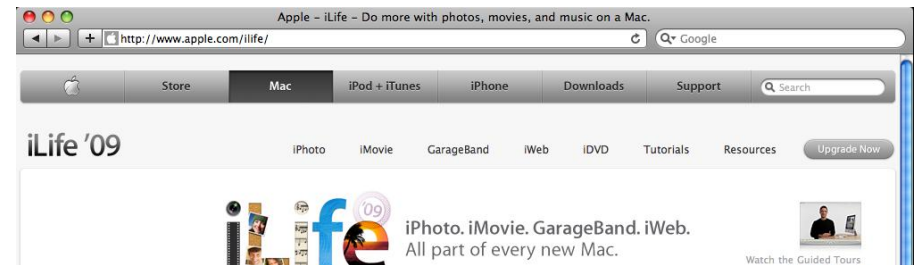 Apple – iLife – Do more with photos, movies, and music on a Mac.
http://www.apple.com/ilife/
Google
Store Mac iPod + iTunes iPhone Downloads Support Search
iLife '09 iPhoto iMovie GarageBand iWeb iDVD Tutorials Resources Upgrade Now
iLife '09
iPhoto. iMovie. GarageBand. iWeb.
All part of every new Mac.
Watch the Guided Tours